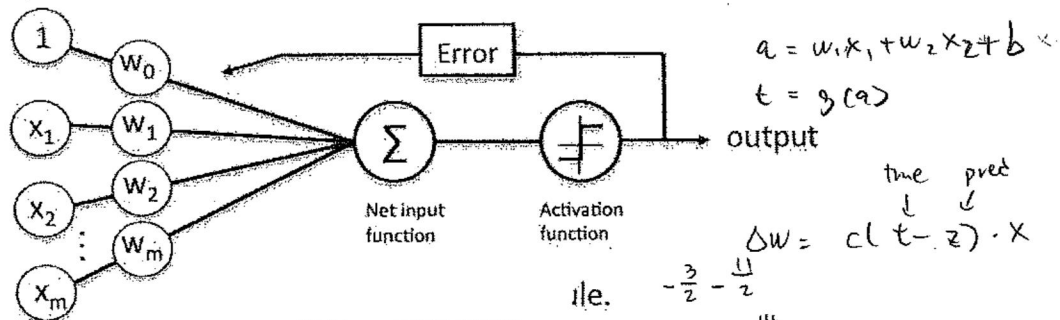 1
w₀
Error
a = w₁x₁ + w₂x₂ + b
t = g(a)
x₁
w₁
Σ
output
true pred
x₂
w₂
Net input
function
Activation
function
Δw = c(t - z) · x
⋮
wₘ
xₘ
-3/2 - 11/2